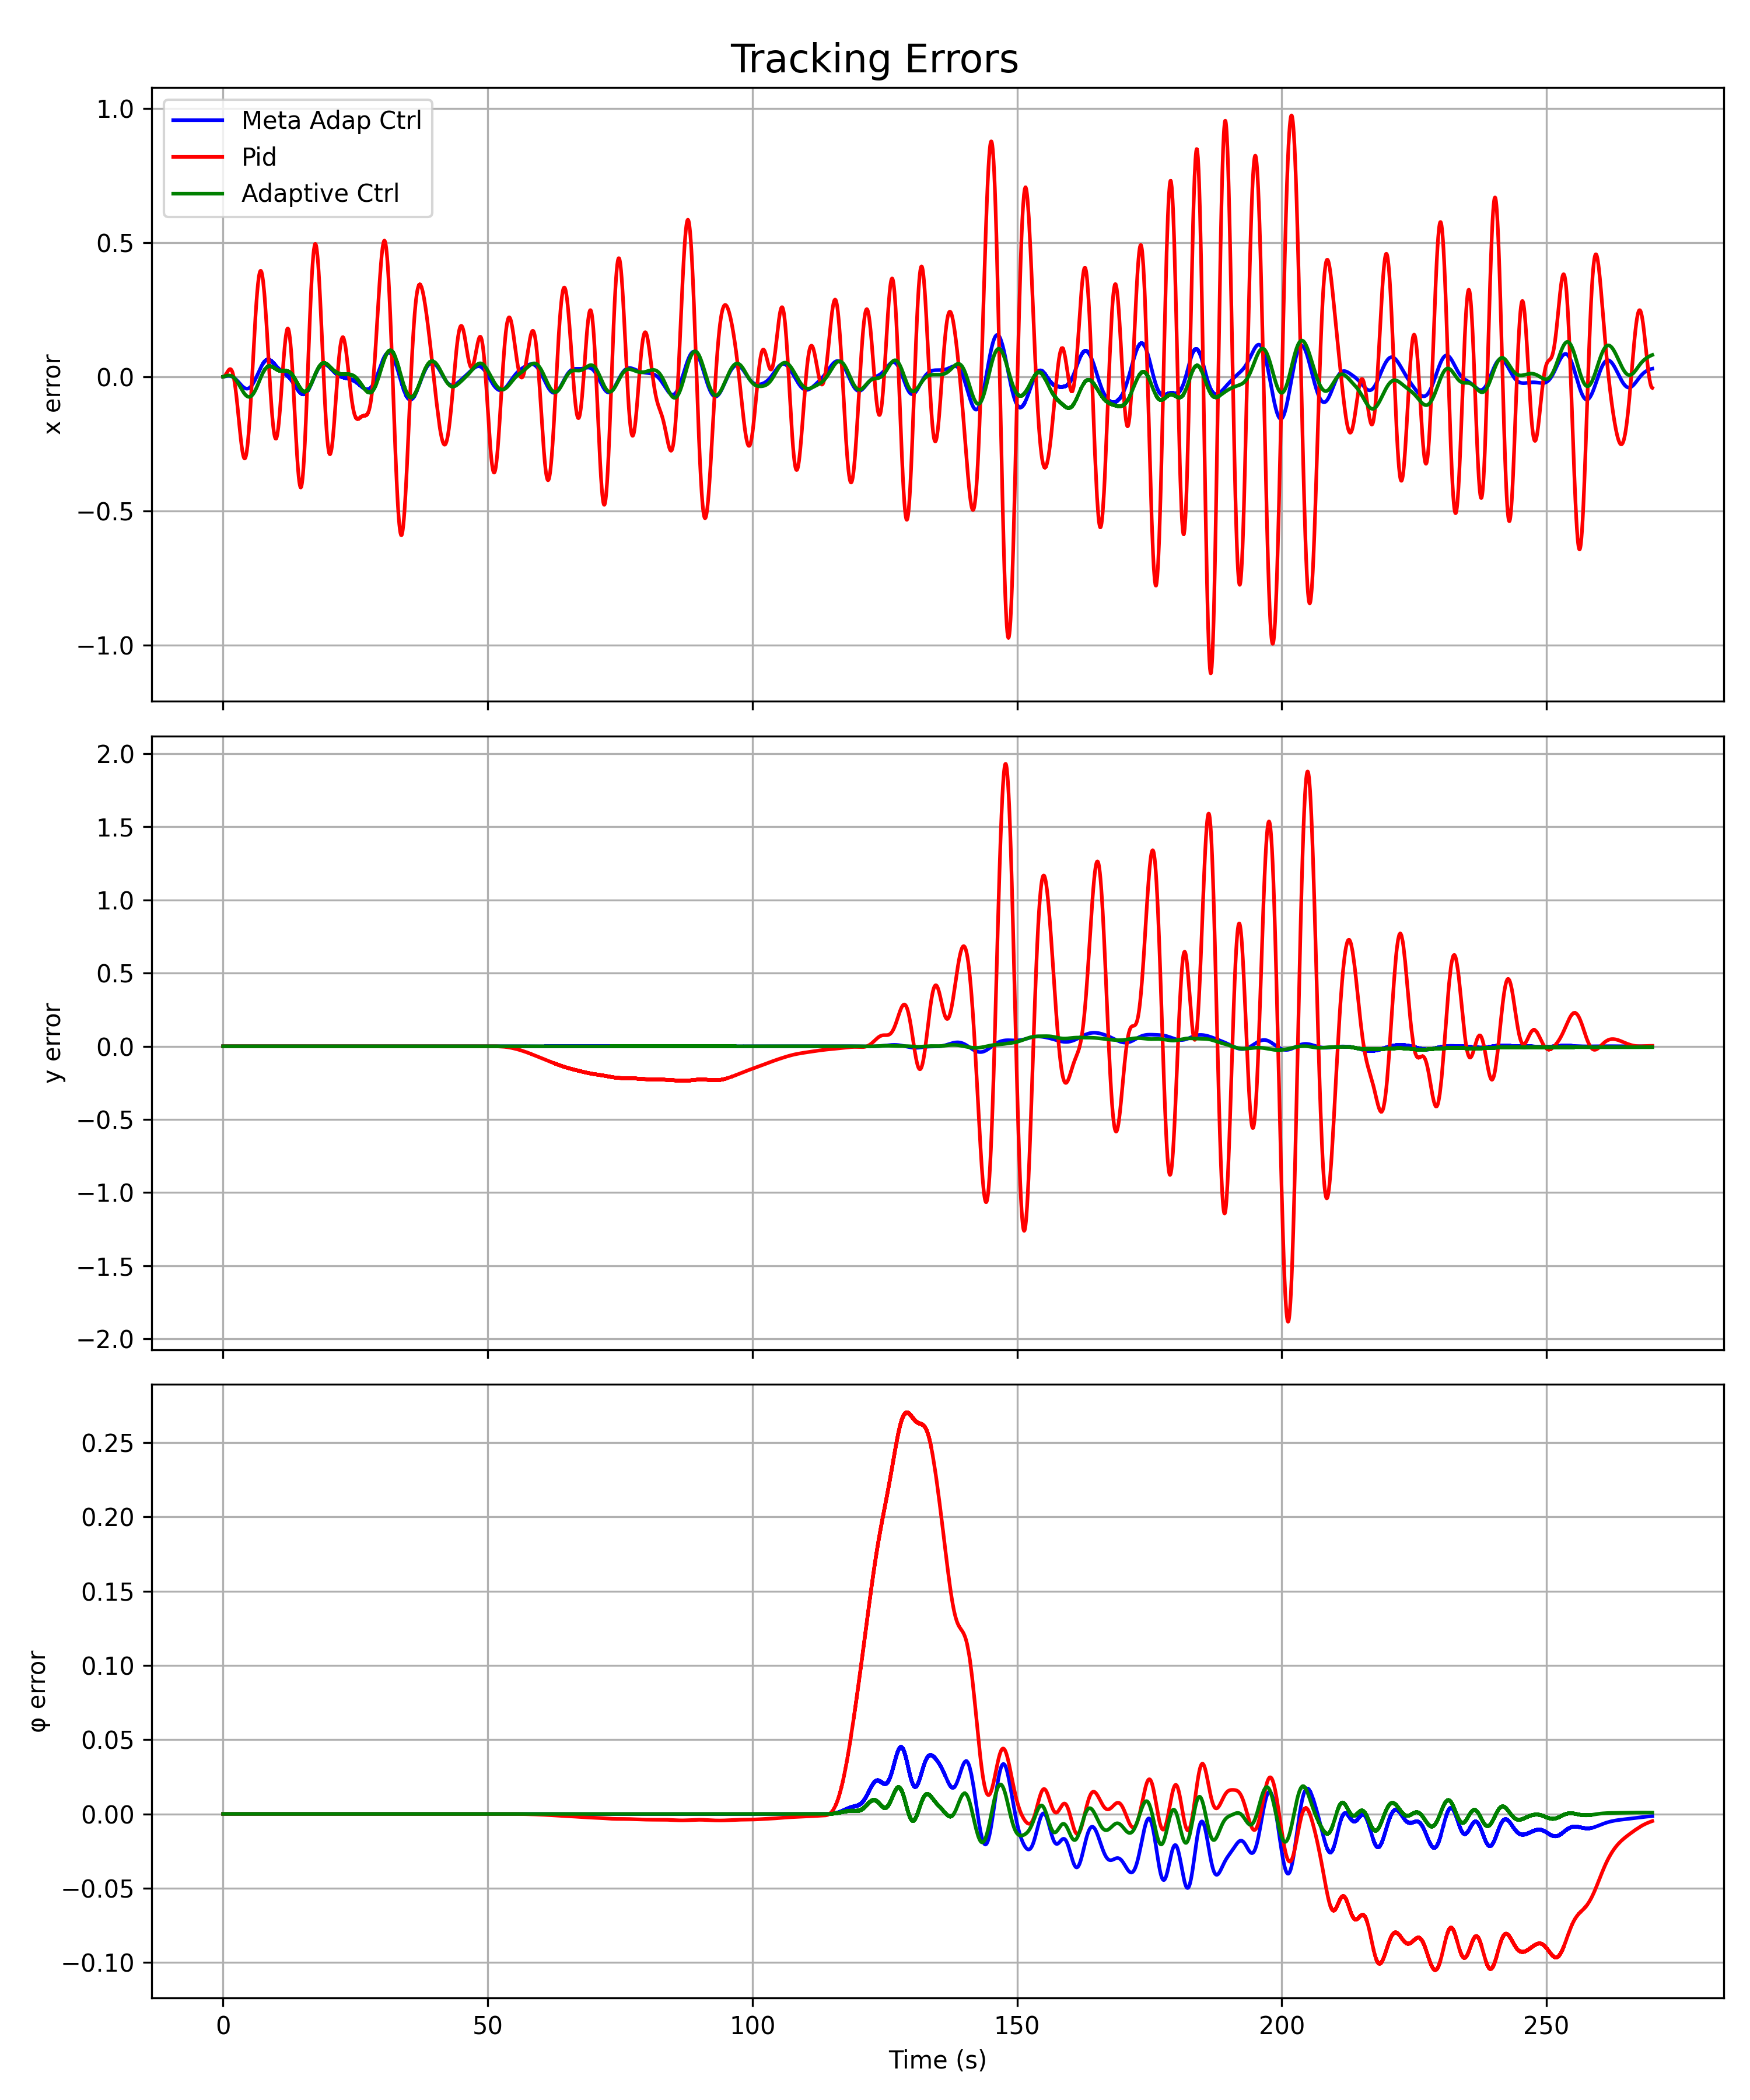 Tracking Errors
Meta Adap Ctrl
Pid
Adaptive Ctrl
1.0
0.5
0.0
−0.5
−1.0
x error
2.0
1.5
1.0
0.5
0.0
−0.5
−1.0
−1.5
−2.0
y error
0.25
0.20
0.15
0.10
0.05
0.00
−0.05
−0.10
φ error
0 50 100 150 200 250
Time (s)